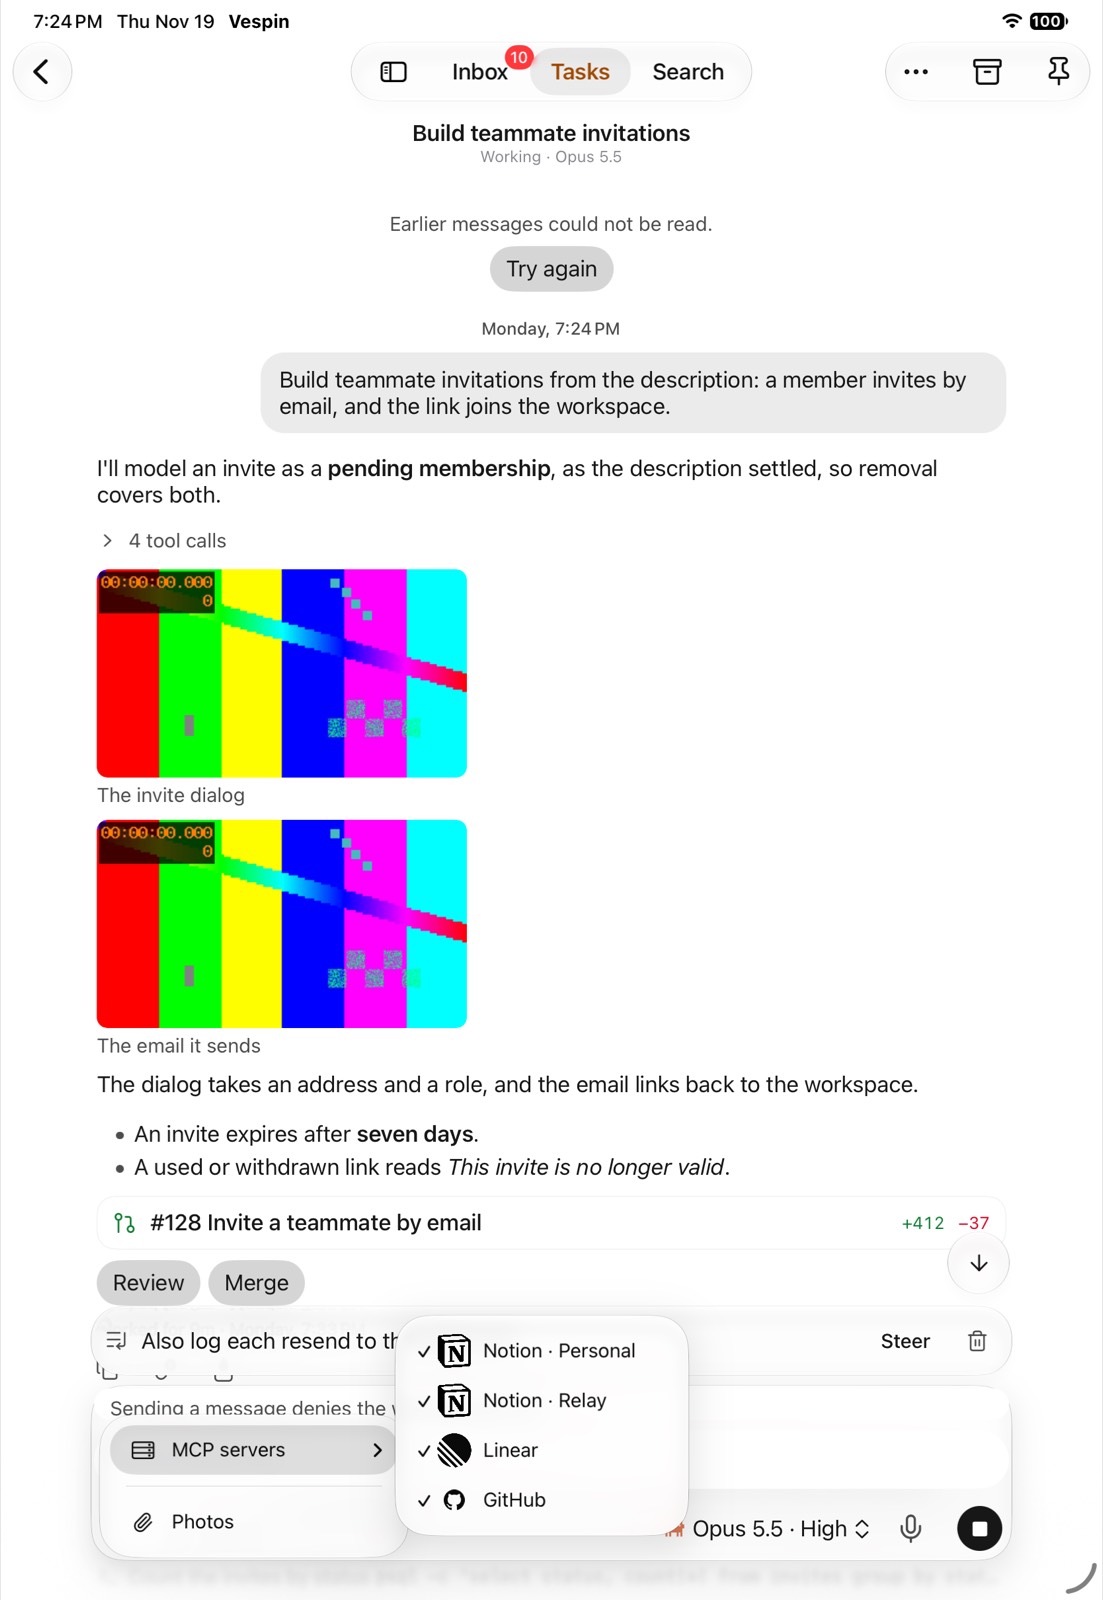 7:24 PM Thu Nov 19 Vespin
100
Inbox
10
Tasks
Search
Build teammate invitations
Working · Opus 5.5
Earlier messages could not be read.
Try again
Monday, 7:24 PM
Build teammate invitations from the description: a member invites by
email, and the link joins the workspace.
I'll model an invite as a pending membership, as the description settled, so removal
covers both.
4 tool calls
00:00:00.000
0
The invite dialog
00:00:00.000
0
The email it sends
The dialog takes an address and a role, and the email links back to the workspace.
• An invite expires after seven days.
• A used or withdrawn link reads This invite is no longer valid.
#128 Invite a teammate by email
+412 −37
Review
Merge
Also log each resend to th
Steer
Sending a message denies the
MCP servers
Photos
Notion · Personal
Notion · Relay
Linear
GitHub
Opus 5.5 · High